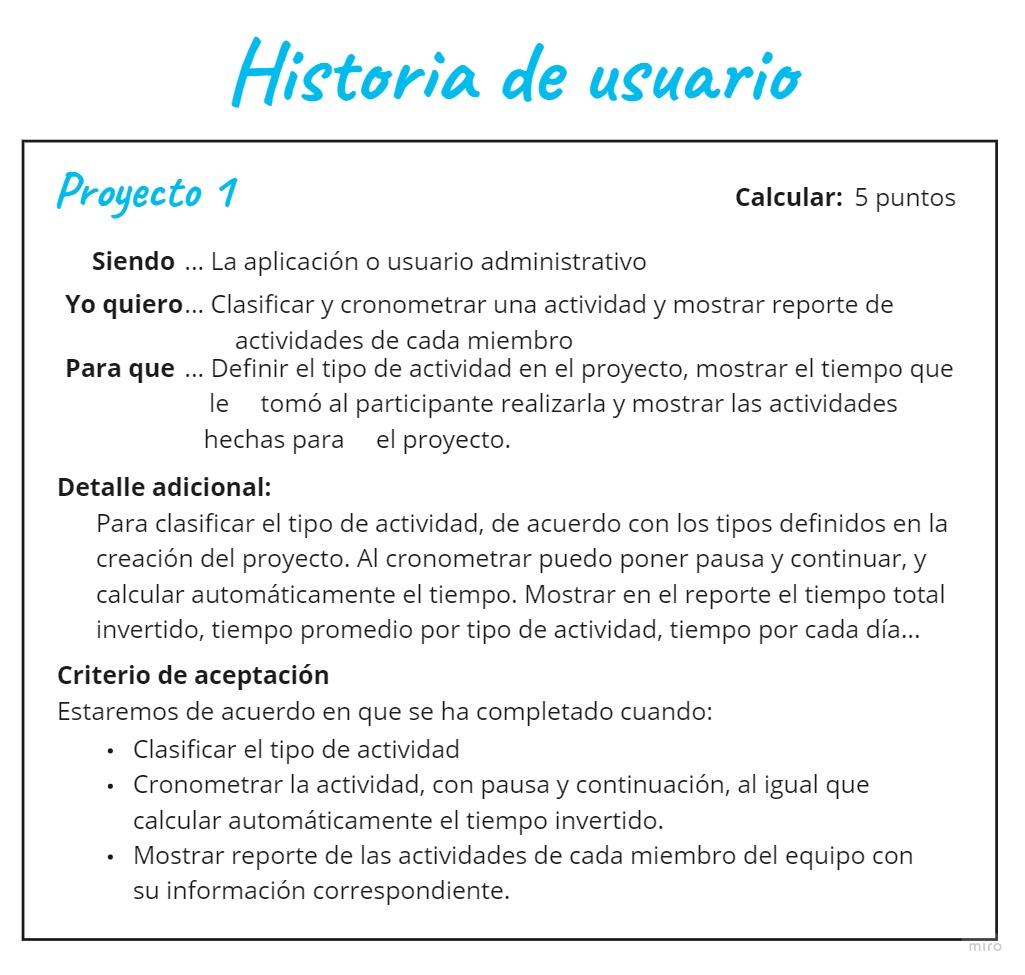 Historia de usuario
Proyecto 1
Calcular: 5 puntos
Siendo ... La aplicación o usuario administrativo
Yo quiero... Clasificar y cronometrar una actividad y mostrar reporte de
actividades de cada miembro
Para que ... Definir el tipo de actividad en el proyecto, mostrar el tiempo que
le tomó al participante realizarla y mostrar las actividades
hechas para el proyecto.
Detalle adicional:
Para clasificar el tipo de actividad, de acuerdo con los tipos definidos en la
creación del proyecto. Al cronometrar puedo poner pausa y continuar, y
calcular automáticamente el tiempo. Mostrar en el reporte el tiempo total
invertido, tiempo promedio por tipo de actividad, tiempo por cada día...
Criterio de aceptación
Estaremos de acuerdo en que se ha completado cuando:
• Clasificar el tipo de actividad
• Cronometrar la actividad, con pausa y continuación, al igual que
calcular automáticamente el tiempo invertido.
• Mostrar reporte de las actividades de cada miembro del equipo con
su información correspondiente.
miro